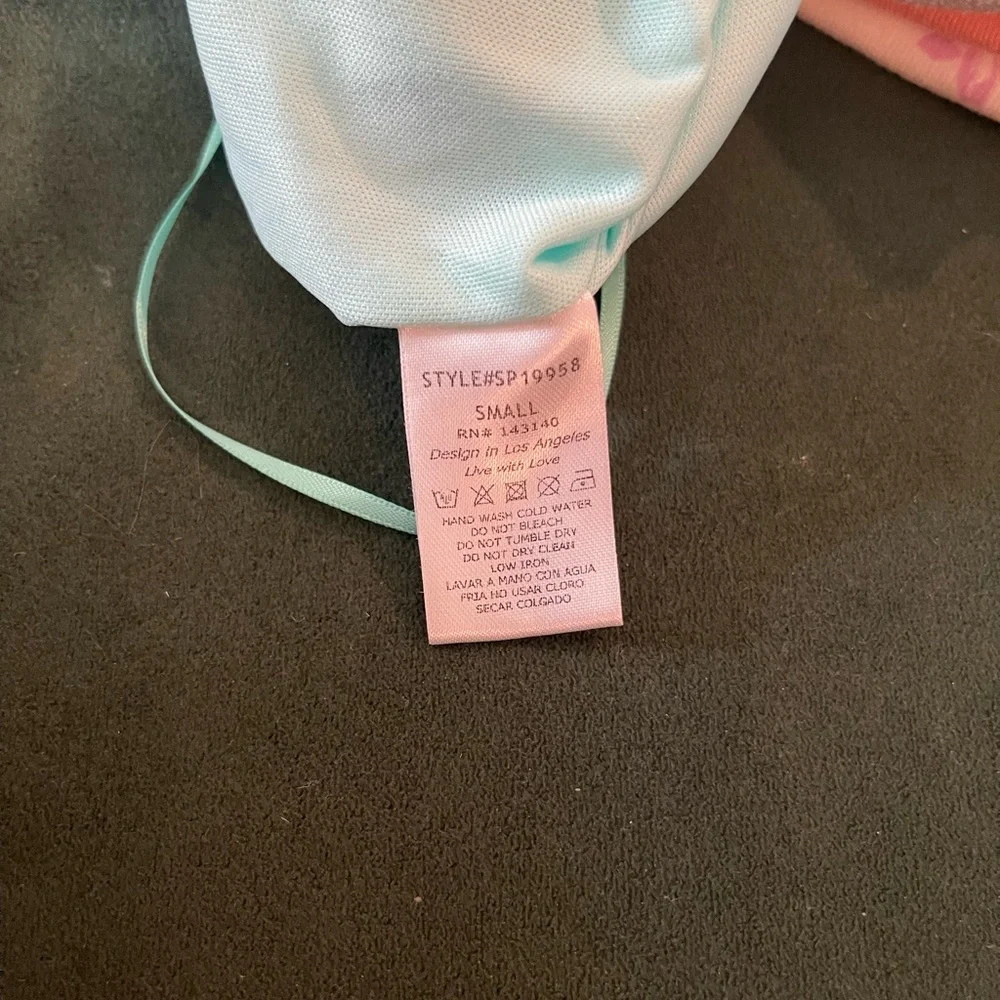 STYLE#SP19958
SMALL
RN# 143140
Design in Los Angeles
Live with Love
HAND WASH COLD WATER
DO NOT BLEACH
DO NOT TUMBLE DRY
DO NOT DRY CLEAN
LOW IRON
LAVAR A MANO CON AGUA
FRIA NO USAR CLORO
SECAR COLGADO